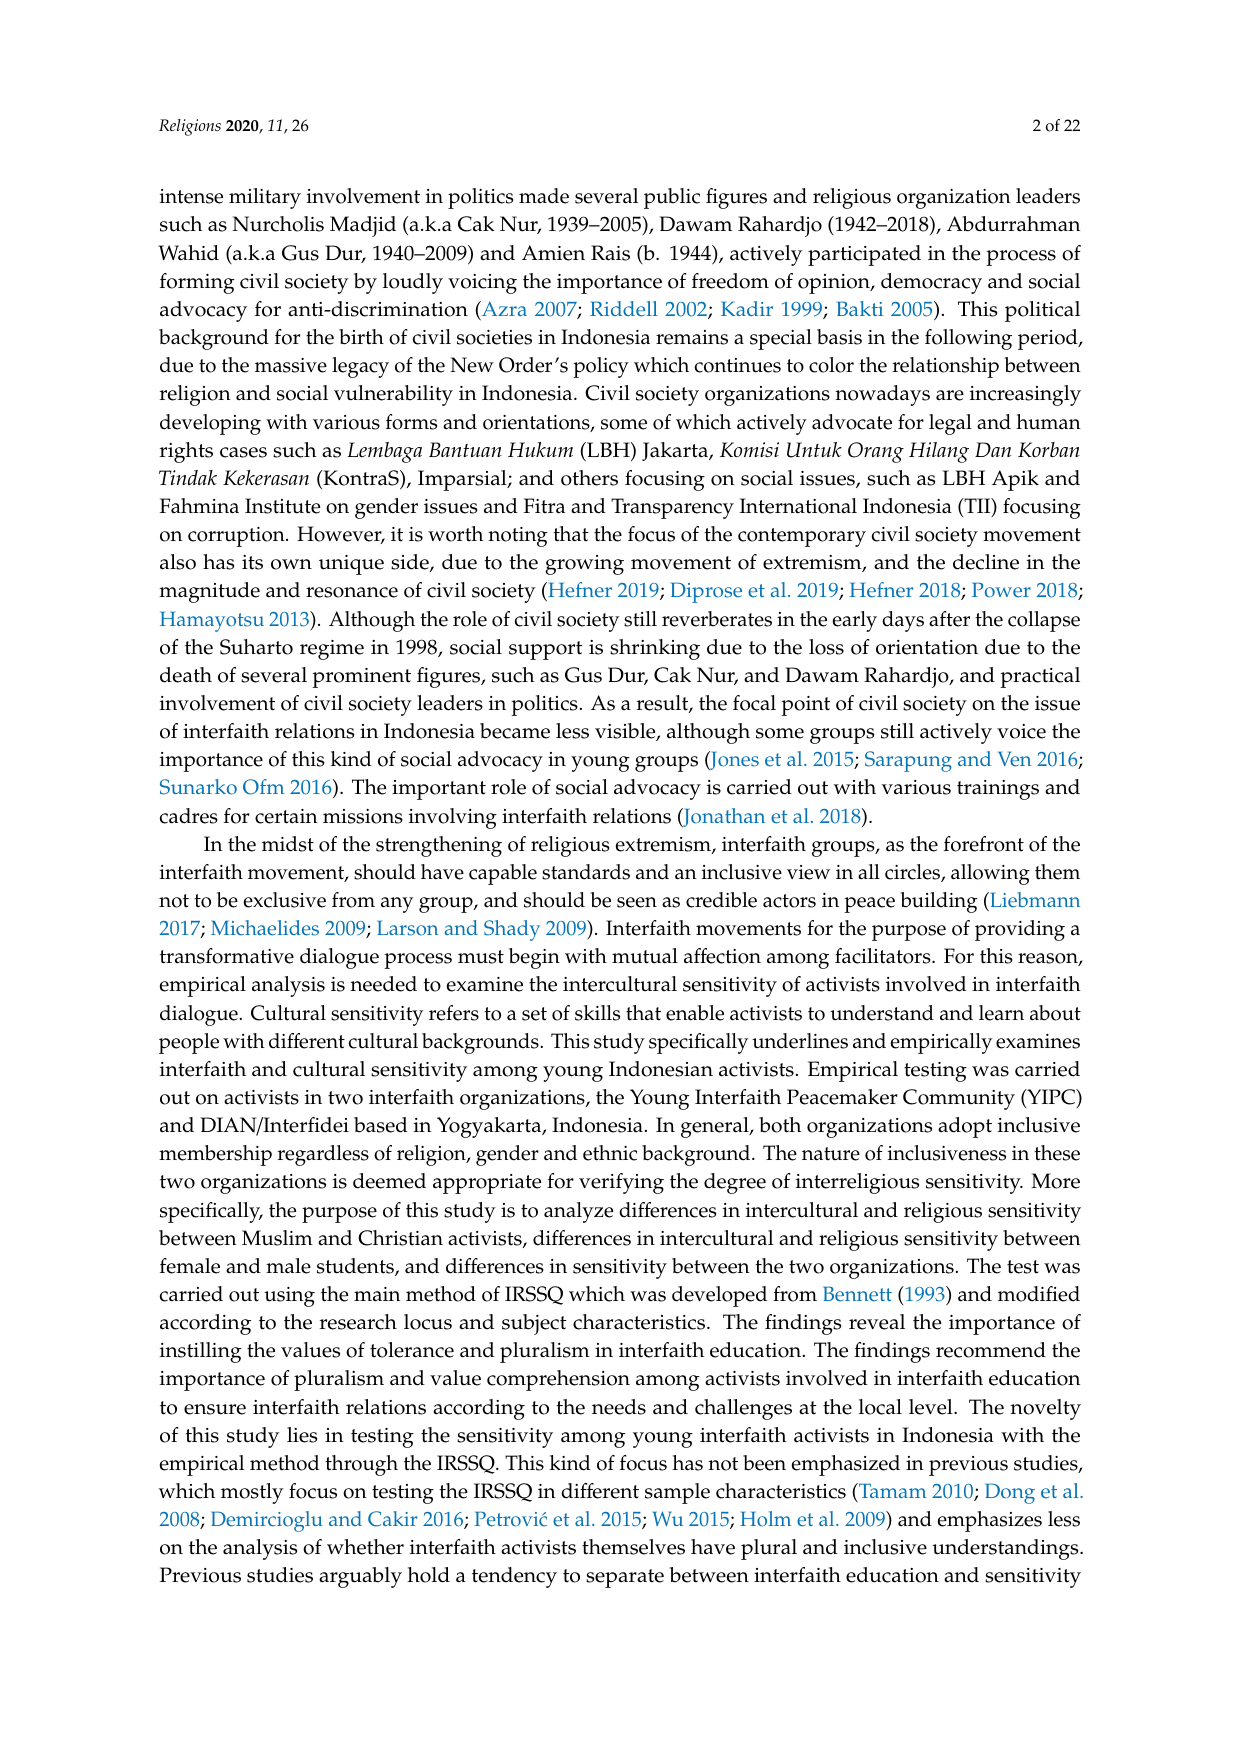 Religions 2020, 11, 26
2 of 22
intense military involvement in politics made several public figures and religious organization leaders
such as Nurcholis Madjid (a.k.a Cak Nur, 1939–2005), Dawam Rahardjo (1942–2018), Abdurrahman
Wahid (a.k.a Gus Dur, 1940–2009) and Amien Rais (b. 1944), actively participated in the process of
forming civil society by loudly voicing the importance of freedom of opinion, democracy and social
advocacy for anti-discrimination (Azra 2007; Riddell 2002; Kadir 1999; Bakti 2005). This political
background for the birth of civil societies in Indonesia remains a special basis in the following period,
due to the massive legacy of the New Order's policy which continues to color the relationship between
religion and social vulnerability in Indonesia. Civil society organizations nowadays are increasingly
developing with various forms and orientations, some of which actively advocate for legal and human
rights cases such as Lembaga Bantuan Hukum (LBH) Jakarta, Komisi Untuk Orang Hilang Dan Korban
Tindak Kekerasan (KontraS), Imparsial; and others focusing on social issues, such as LBH Apik and
Fahmina Institute on gender issues and Fitra and Transparency International Indonesia (TII) focusing
on corruption. However, it is worth noting that the focus of the contemporary civil society movement
also has its own unique side, due to the growing movement of extremism, and the decline in the
magnitude and resonance of civil society (Hefner 2019; Diprose et al. 2019; Hefner 2018; Power 2018;
Hamayotsu 2013). Although the role of civil society still reverberates in the early days after the collapse
of the Suharto regime in 1998, social support is shrinking due to the loss of orientation due to the
death of several prominent figures, such as Gus Dur, Cak Nur, and Dawam Rahardjo, and practical
involvement of civil society leaders in politics. As a result, the focal point of civil society on the issue
of interfaith relations in Indonesia became less visible, although some groups still actively voice the
importance of this kind of social advocacy in young groups (Jones et al. 2015; Sarapung and Ven 2016;
Sunarko Ofm 2016). The important role of social advocacy is carried out with various trainings and
cadres for certain missions involving interfaith relations (Jonathan et al. 2018).
In the midst of the strengthening of religious extremism, interfaith groups, as the forefront of the
interfaith movement, should have capable standards and an inclusive view in all circles, allowing them
not to be exclusive from any group, and should be seen as credible actors in peace building (Liebmann
2017; Michaelides 2009; Larson and Shady 2009). Interfaith movements for the purpose of providing a
transformative dialogue process must begin with mutual affection among facilitators. For this reason,
empirical analysis is needed to examine the intercultural sensitivity of activists involved in interfaith
dialogue. Cultural sensitivity refers to a set of skills that enable activists to understand and learn about
people with different cultural backgrounds. This study specifically underlines and empirically examines
interfaith and cultural sensitivity among young Indonesian activists. Empirical testing was carried
out on activists in two interfaith organizations, the Young Interfaith Peacemaker Community (YIPC)
and DIAN/Interfidei based in Yogyakarta, Indonesia. In general, both organizations adopt inclusive
membership regardless of religion, gender and ethnic background. The nature of inclusiveness in these
two organizations is deemed appropriate for verifying the degree of interreligious sensitivity. More
specifically, the purpose of this study is to analyze differences in intercultural and religious sensitivity
between Muslim and Christian activists, differences in intercultural and religious sensitivity between
female and male students, and differences in sensitivity between the two organizations. The test was
carried out using the main method of IRSSQ which was developed from Bennett (1993) and modified
according to the research locus and subject characteristics. The findings reveal the importance of
instilling the values of tolerance and pluralism in interfaith education. The findings recommend the
importance of pluralism and value comprehension among activists involved in interfaith education
to ensure interfaith relations according to the needs and challenges at the local level. The novelty
of this study lies in testing the sensitivity among young interfaith activists in Indonesia with the
empirical method through the IRSSQ. This kind of focus has not been emphasized in previous studies,
which mostly focus on testing the IRSSQ in different sample characteristics (Tamam 2010; Dong et al.
2008; Demircioglu and Cakir 2016; Petrović et al. 2015; Wu 2015; Holm et al. 2009) and emphasizes less
on the analysis of whether interfaith activists themselves have plural and inclusive understandings.
Previous studies arguably hold a tendency to separate between interfaith education and sensitivity